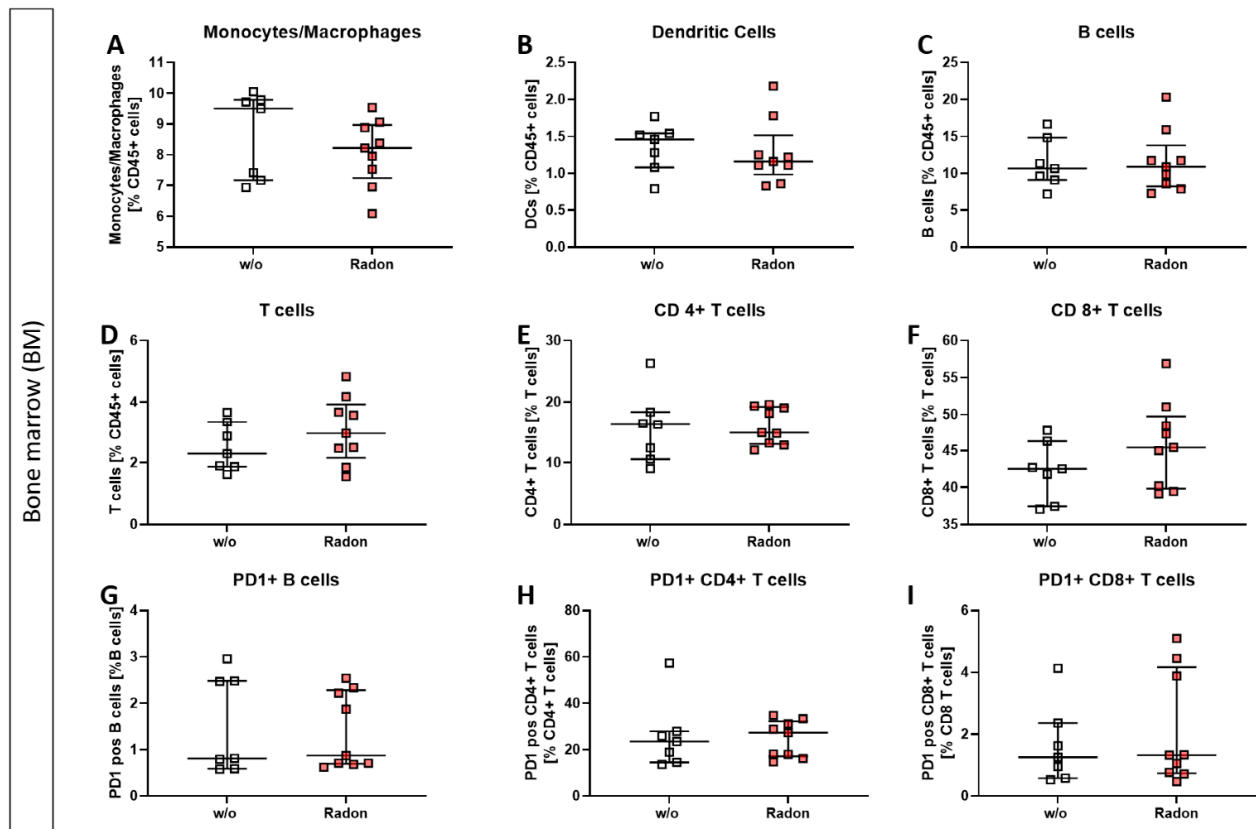 Bone marrow (BM)
A
Monocytes/Macrophages
Monocytes/Macrophages
[% CD45+ cells]
11
10
9
8
7
6
5
w/o
Radon
B
Dendritic Cells
DCs [% CD45+ cells]
2.5
2.0
1.5
1.0
0.5
0.0
w/o
Radon
C
B cells
B cells [% CD45+ cells]
25
20
15
10
5
0
w/o
Radon
D
T cells
T cells [% CD45+ cells]
6
4
2
0
w/o
Radon
E
CD 4+ T cells
CD4+ T cells [% T cells]
30
20
10
0
w/o
Radon
F
CD 8+ T cells
CD8+ T cells [% T cells]
60
55
50
45
40
35
w/o
Radon
G
PD1+ B cells
PD1 pos B cells [%B cells]
4
3
2
1
0
w/o
Radon
H
PD1+ CD4+ T cells
PD1 pos CD4+ T cells
[% CD4+ T cells]
80
60
40
20
0
w/o
Radon
I
PD1+ CD8+ T cells
PD1 pos CD8+ T cells
[% CD8 T cells]
6
4
2
0
w/o
Radon